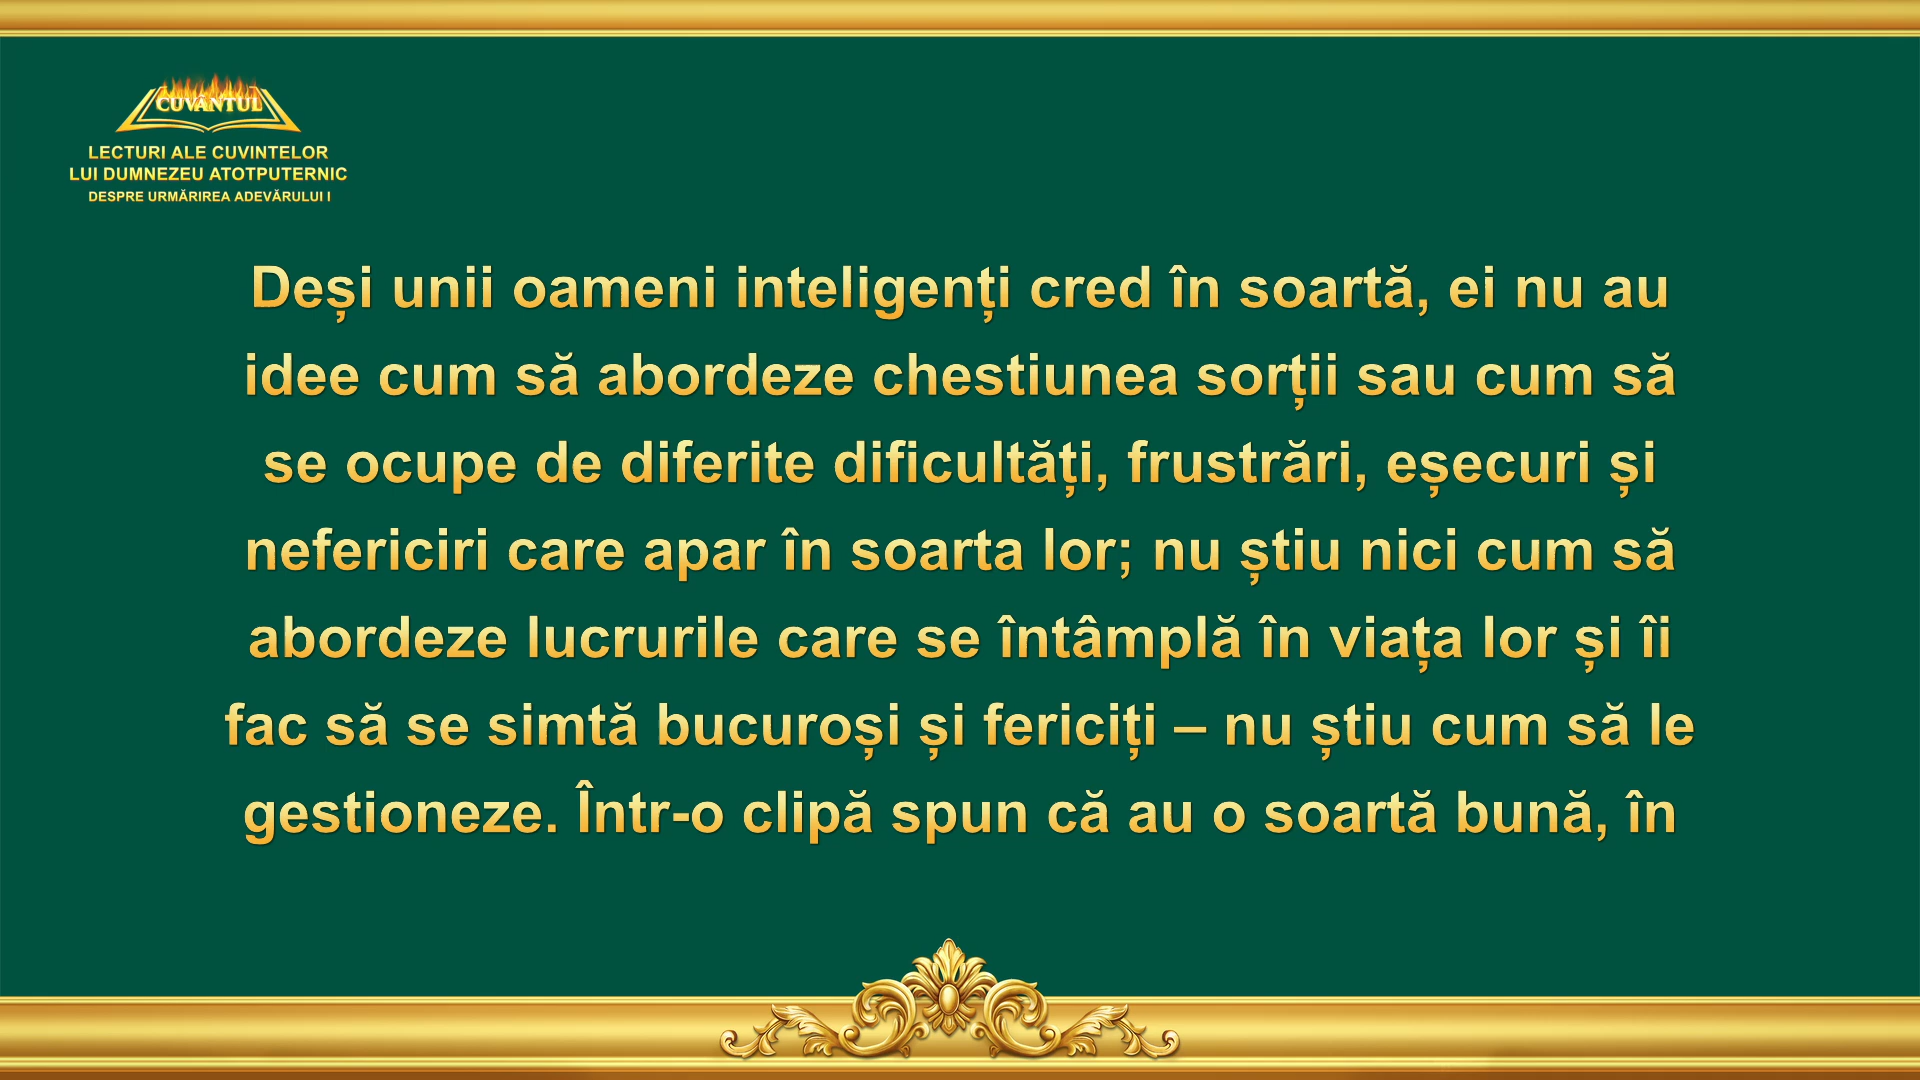 CUVÂNTUL
LECTURI ALE CUVINTELOR
LUI DUMNEZEU ATOTPUTERNIC
DESPRE URMĂRIREA ADEVĂRULUI I
Deși unii oameni inteligenți cred în soartă, ei nu au
idee cum să abordeze chestiunea sorții sau cum să
se ocupe de diferite dificultăți, frustrări, eșecuri și
nefericiri care apar în soarta lor; nu știu nici cum să
abordeze lucrurile care se întâmplă în viața lor și îi
fac să se simtă bucuroși și fericiți – nu știu cum să le
gestioneze. Într-o clipă spun că au o soartă bună, în